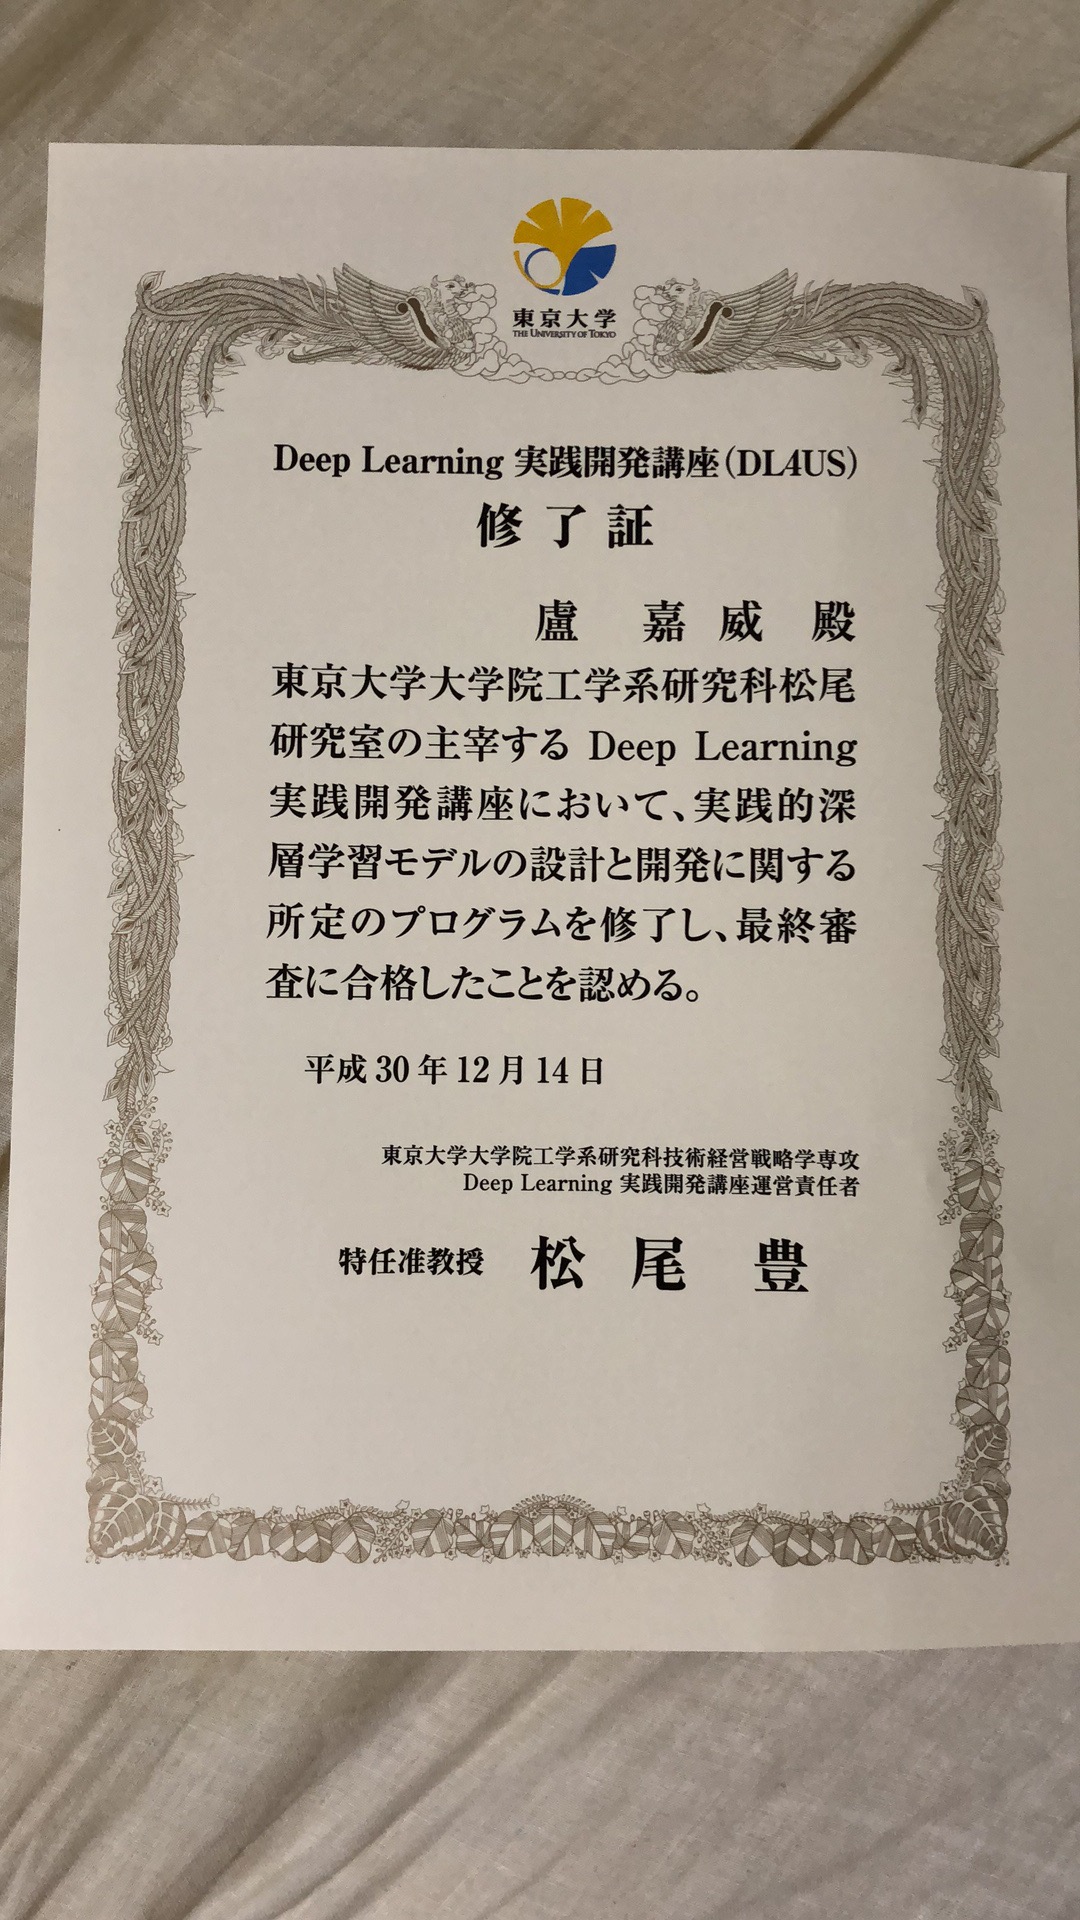 東京大学
THE UNIVERSITY OF TOKYO
Deep Learning 実践開発講座(DL4US)
修了証
盧 嘉威 殿
東京大学大学院工学系研究科松尾
研究室の主宰する Deep Learning
実践開発講座において、実践的深
層学習モデルの設計と開発に関する
所定のプログラムを修了し、最終審
査に合格したことを認める。
平成 30 年 12 月 14 日
東京大学大学院工学系研究科技術経営戦略学専攻
Deep Learning 実践開発講座運営責任者
特任准教授 松尾 豊